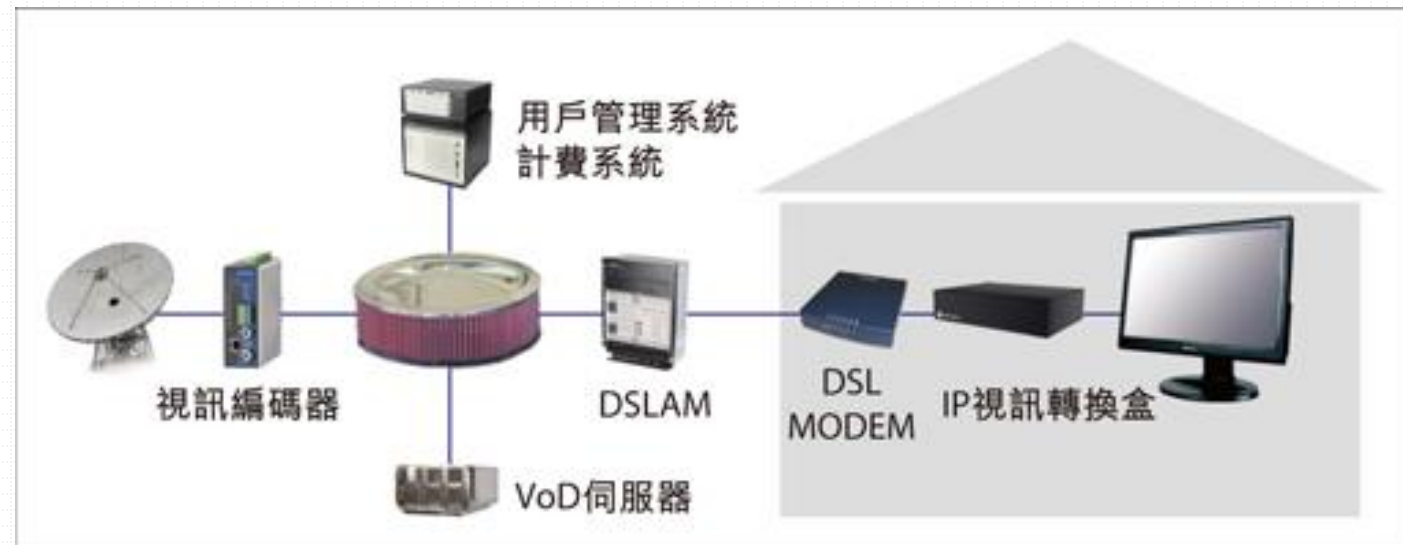 用戶管理系統
計費系統
視訊編碼器
DSLAM
DSL
MODEM
IP視訊轉換盒
VoD伺服器